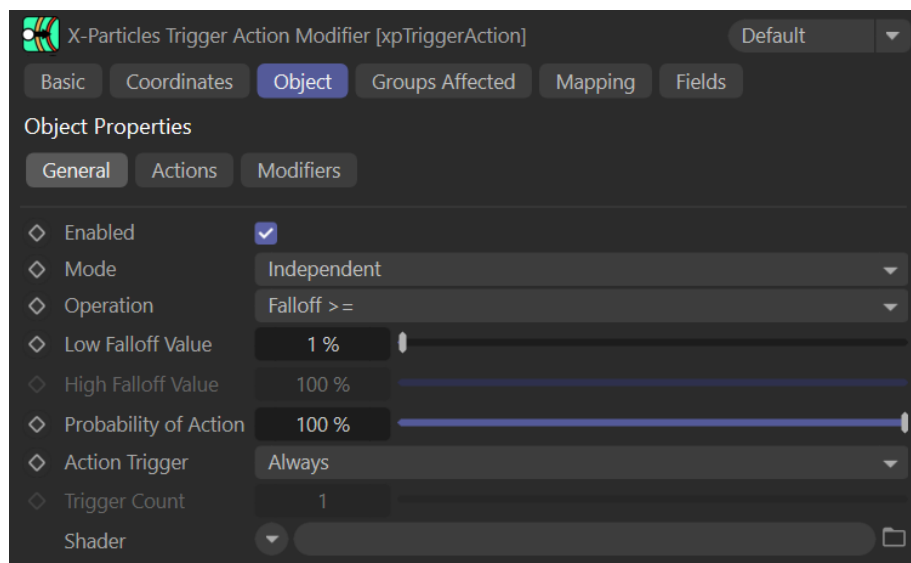 X-Particles Trigger Action Modifier [xpTriggerAction] Default
Basic Coordinates Object Groups Affected Mapping Fields
Object Properties
General Actions Modifiers
Enabled
Mode Independent
Operation Falloff >=
Low Falloff Value 1 %
High Falloff Value 100 %
Probability of Action 100 %
Action Trigger Always
Trigger Count 1
Shader